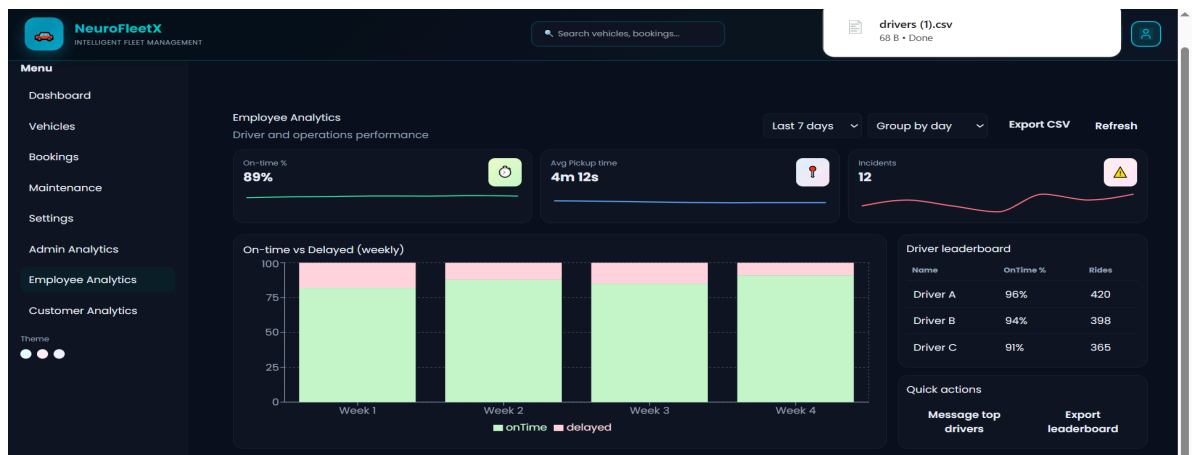 NeuroFleetX
INTELLIGENT FLEET MANAGEMENT
Search vehicles, bookings...
drivers (1).csv
68 B • Done
Menu
Dashboard
Vehicles
Bookings
Maintenance
Settings
Admin Analytics
Employee Analytics
Customer Analytics
Theme
Employee Analytics
Driver and operations performance
Last 7 days
Group by day
Export CSV
Refresh
On-time %
89%
Avg Pickup time
4m 12s
Incidents
12
On-time vs Delayed (weekly)
100
75
50
25
0
Week 1 Week 2 Week 3 Week 4
onTime delayed
Driver leaderboard
Name OnTime % Rides
Driver A 96% 420
Driver B 94% 398
Driver C 91% 365
Quick actions
Message top
drivers
Export
leaderboard